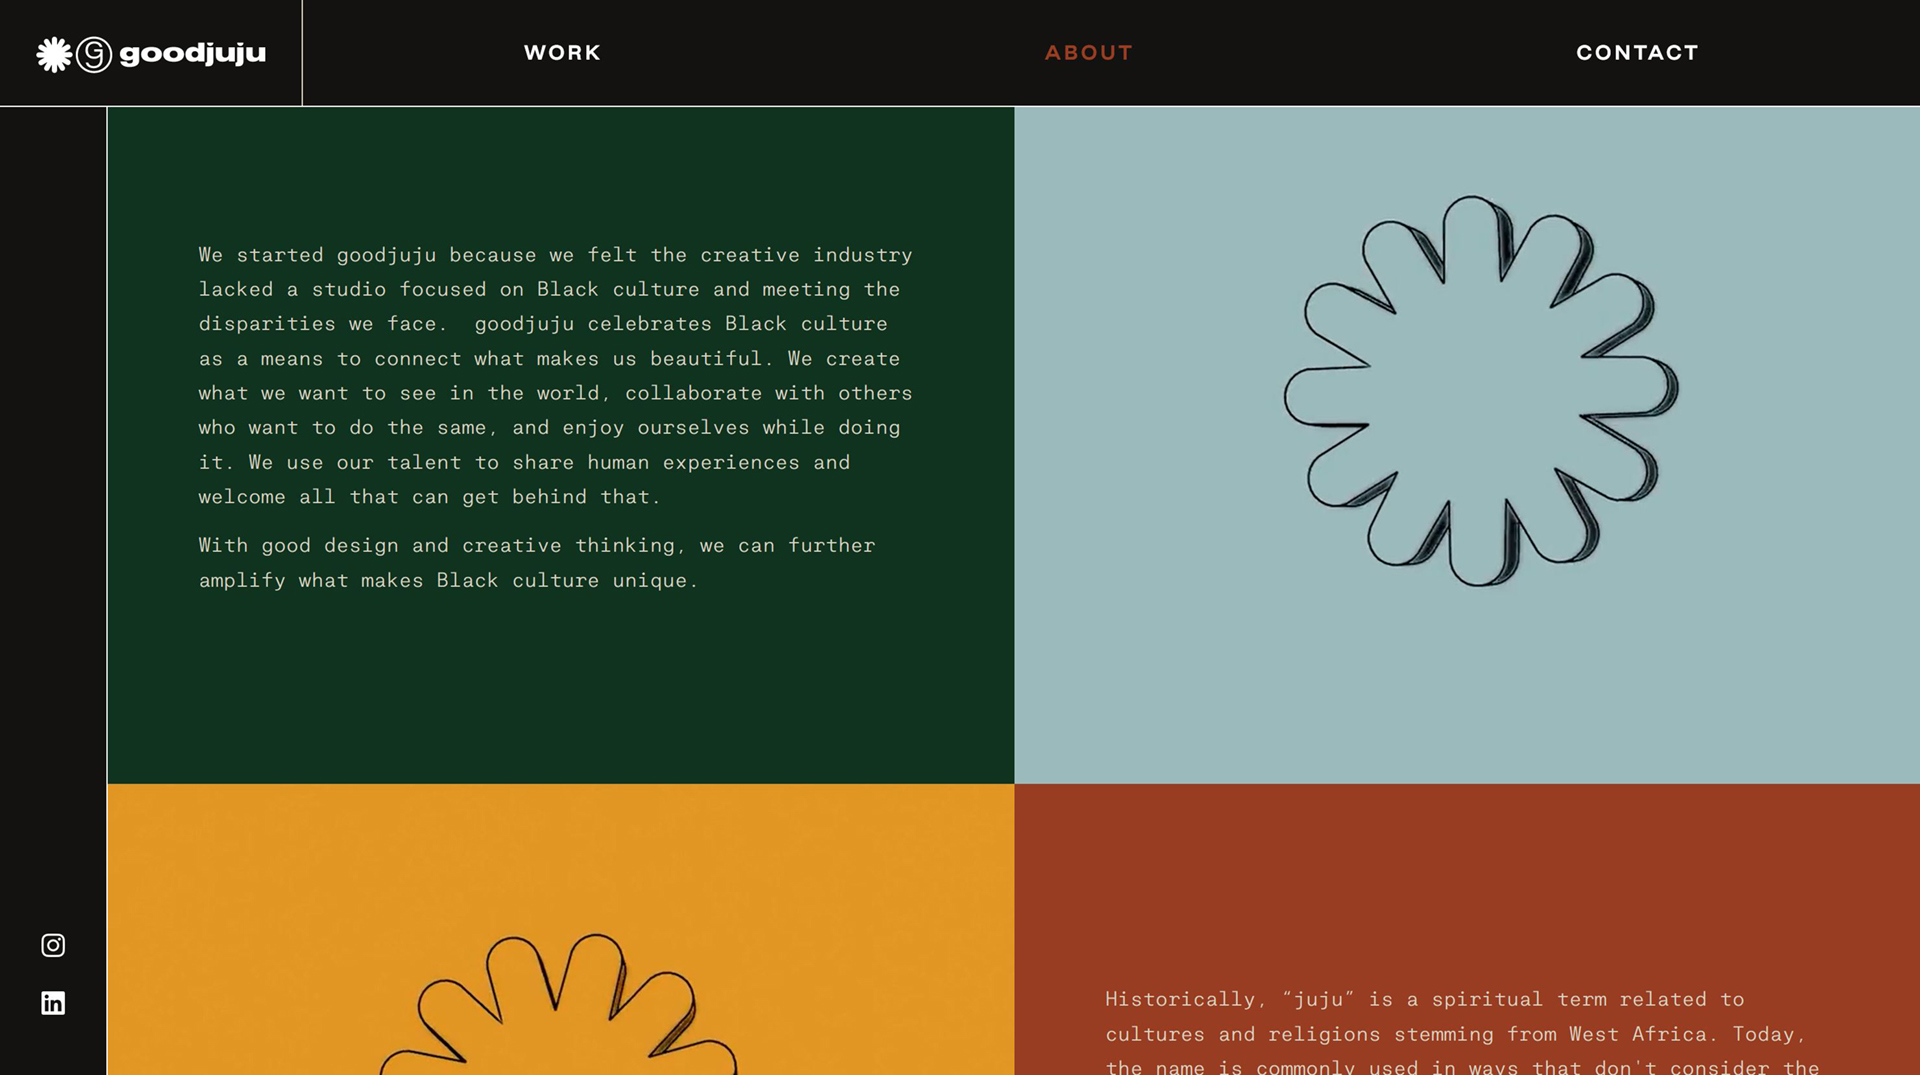 goodjuju
WORK
ABOUT
CONTACT
We started goodjuju because we felt the creative industry
lacked a studio focused on Black culture and meeting the
disparities we face.  goodjuju celebrates Black culture
as a means to connect what makes us beautiful. We create
what we want to see in the world, collaborate with others
who want to do the same, and enjoy ourselves while doing
it. We use our talent to share human experiences and
welcome all that can get behind that.
With good design and creative thinking, we can further
amplify what makes Black culture unique.
Historically, “juju” is a spiritual term related to
cultures and religions stemming from West Africa. Today,
the name is commonly used in ways that don't consider the